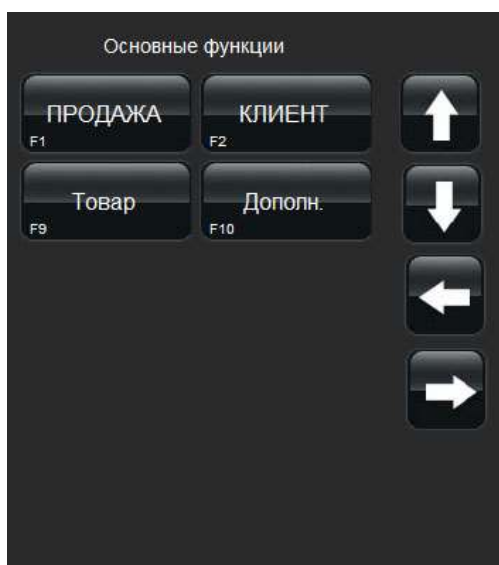 Основные функции
ПРОДАЖА
F1
КЛИЕНТ
F2
Товар
F9
Дополн.
F10